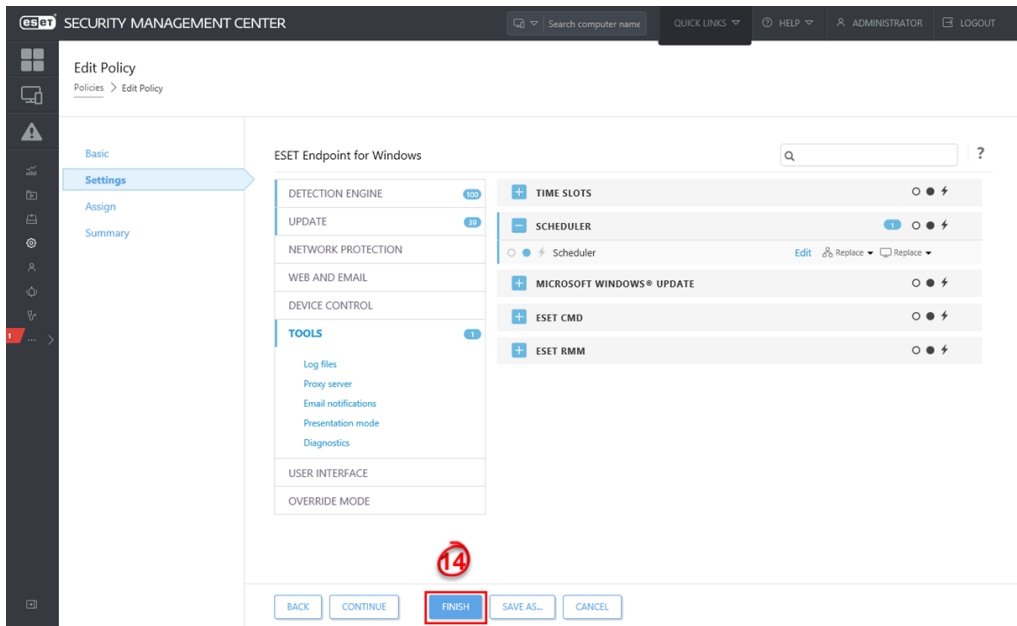 eset SECURITY MANAGEMENT CENTER
Search computer name
QUICK LINKS
HELP
ADMINISTRATOR
LOGOUT
Edit Policy
Policies > Edit Policy
Basic
Settings
Assign
Summary
ESET Endpoint for Windows
?
DETECTION ENGINE 100
UPDATE 39
NETWORK PROTECTION
WEB AND EMAIL
DEVICE CONTROL
TOOLS 1
Log files
Proxy server
Email notifications
Presentation mode
Diagnostics
USER INTERFACE
OVERRIDE MODE
TIME SLOTS
SCHEDULER 1
Scheduler Edit Replace Replace
MICROSOFT WINDOWS® UPDATE
ESET CMD
ESET RMM
1
14
BACK CONTINUE FINISH SAVE AS... CANCEL